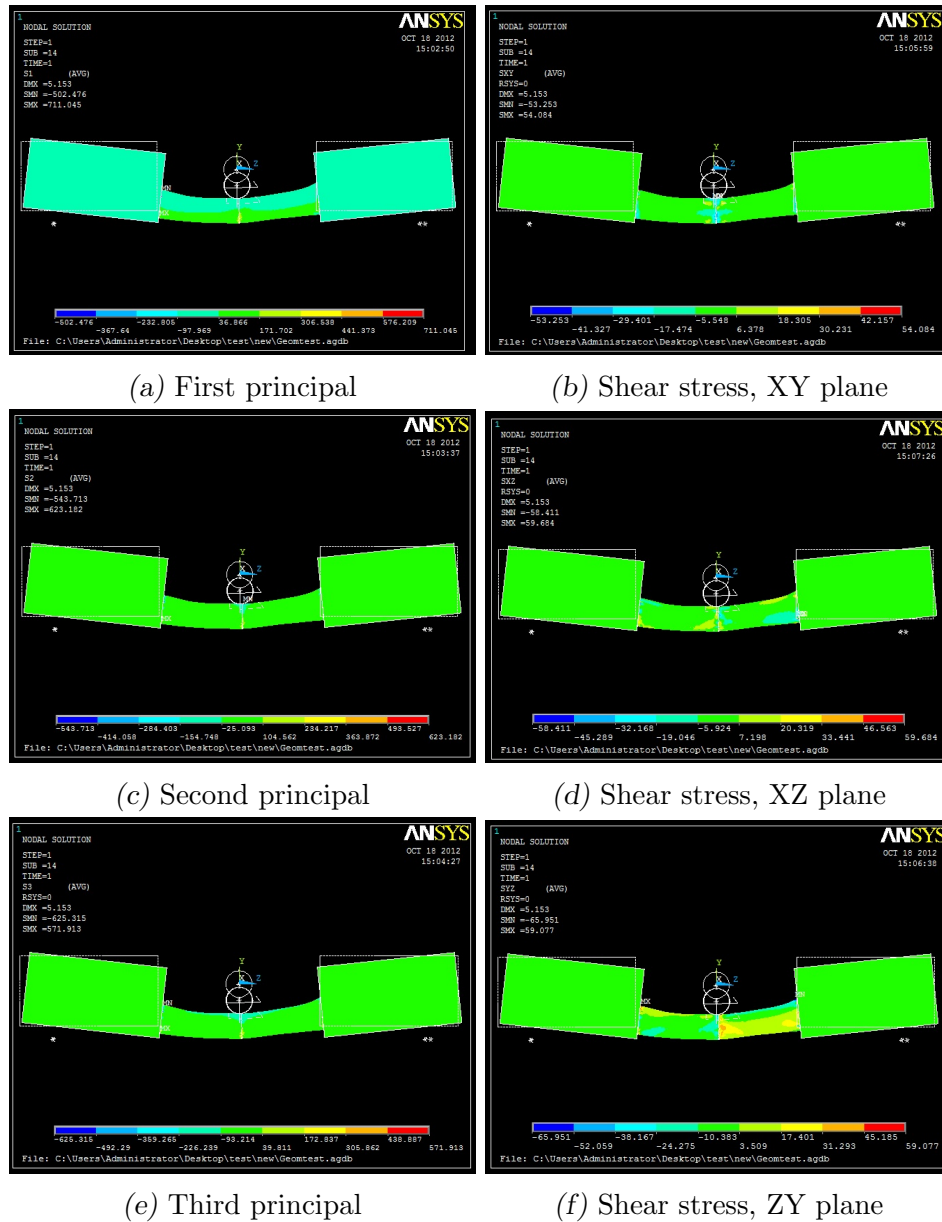 1
NODAL SOLUTION
STEP=1
SUB =14
TIME=1
S1 (AVG)
DMX =5.153
SMN =-502.476
SMX =711.045
ANSYS
OCT 18 2012
15:02:50
Y
X Z
MN
MX
*
**
-502.476 -232.805 36.866 306.538 576.209
-367.64 -97.969 171.702 441.373 711.045
File: C:\Users\Administrator\Desktop\test\new\Geomtest.agdb
(a) First principal
1
NODAL SOLUTION
STEP=1
SUB =14
TIME=1
SXY (AVG)
RSYS=0
DMX =5.153
SMN =-53.253
SMX =54.084
ANSYS
OCT 18 2012
15:05:59
Y
X Z
*
**
-53.253 -29.401 -5.548 18.305 42.157
-41.327 -17.474 6.378 30.231 54.084
File: C:\Users\Administrator\Desktop\test\new\Geomtest.agdb
(b) Shear stress, XY plane
1
NODAL SOLUTION
STEP=1
SUB =14
TIME=1
S2 (AVG)
DMX =5.153
SMN =-543.713
SMX =623.182
ANSYS
OCT 18 2012
15:03:37
Y
X Z
MN
MX
*
**
-543.713 -284.403 -25.093 234.217 493.527
-414.058 -154.748 104.562 363.872 623.182
File: C:\Users\Administrator\Desktop\test\new\Geomtest.agdb
(c) Second principal
1
NODAL SOLUTION
STEP=1
SUB =14
TIME=1
SXZ (AVG)
RSYS=0
DMX =5.153
SMN =-58.411
SMX =59.684
ANSYS
OCT 18 2012
15:07:26
Y
X Z
*
**
-58.411 -32.168 -5.924 20.319 46.563
-45.289 -19.046 7.198 33.441 59.684
File: C:\Users\Administrator\Desktop\test\new\Geomtest.agdb
(d) Shear stress, XZ plane
1
NODAL SOLUTION
STEP=1
SUB =14
TIME=1
S3 (AVG)
RSYS=0
DMX =5.153
SMN =-625.315
SMX =571.913
ANSYS
OCT 18 2012
15:04:27
Y
X Z
MN
MX
*
**
-625.315 -359.265 -93.214 172.837 438.887
-492.29 -226.239 39.811 305.862 571.913
File: C:\Users\Administrator\Desktop\test\new\Geomtest.agdb
(e) Third principal
1
NODAL SOLUTION
STEP=1
SUB =14
TIME=1
SYZ (AVG)
RSYS=0
DMX =5.153
SMN =-65.951
SMX =59.077
ANSYS
OCT 18 2012
15:06:38
Y
X Z
MX
MN
*
**
-65.951 -38.167 -10.383 17.401 45.185
-52.059 -24.275 3.509 31.293 59.077
File: C:\Users\Administrator\Desktop\test\new\Geomtest.agdb
(f) Shear stress, ZY plane